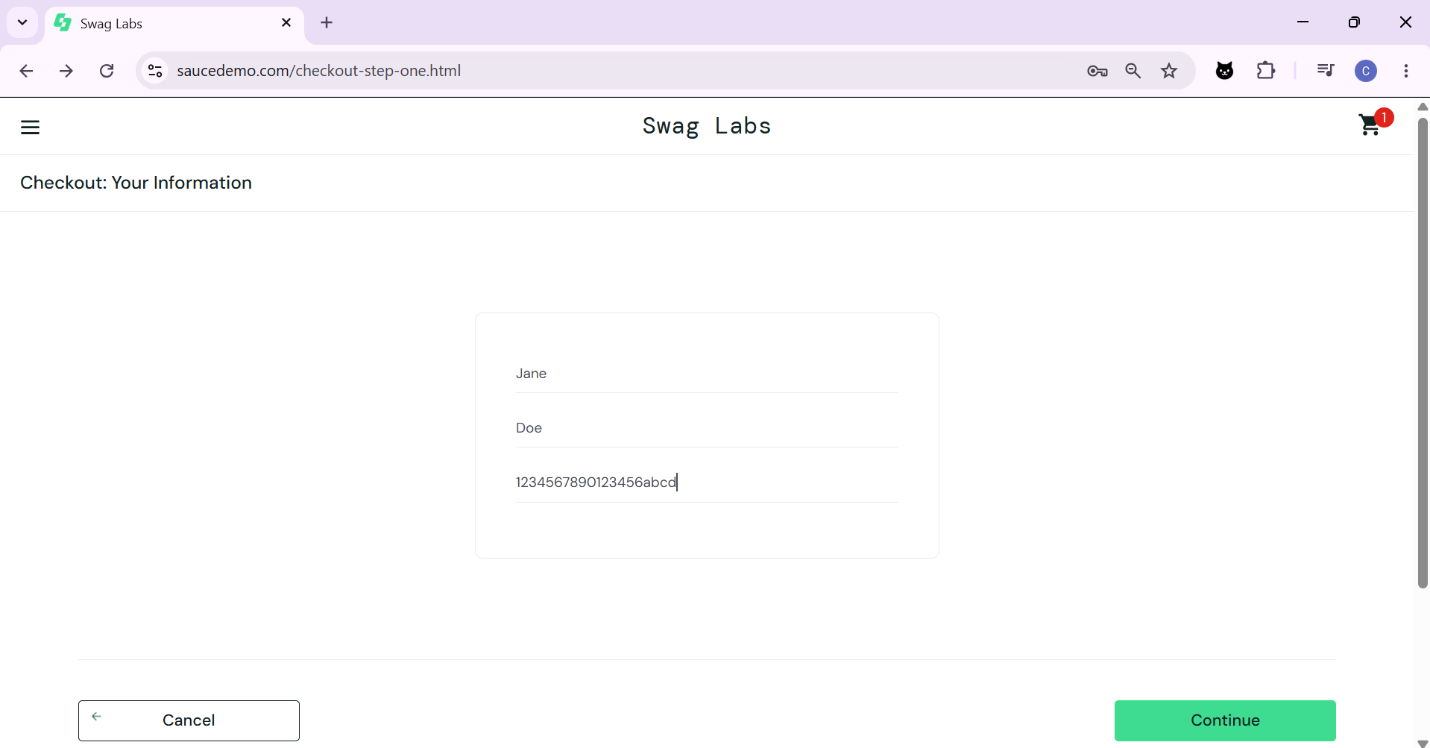 Swag Labs
saucedemo.com/checkout-step-one.html
C
Swag Labs
1
Checkout: Your Information
Jane
Doe
1234567890123456abcd
Cancel
Continue